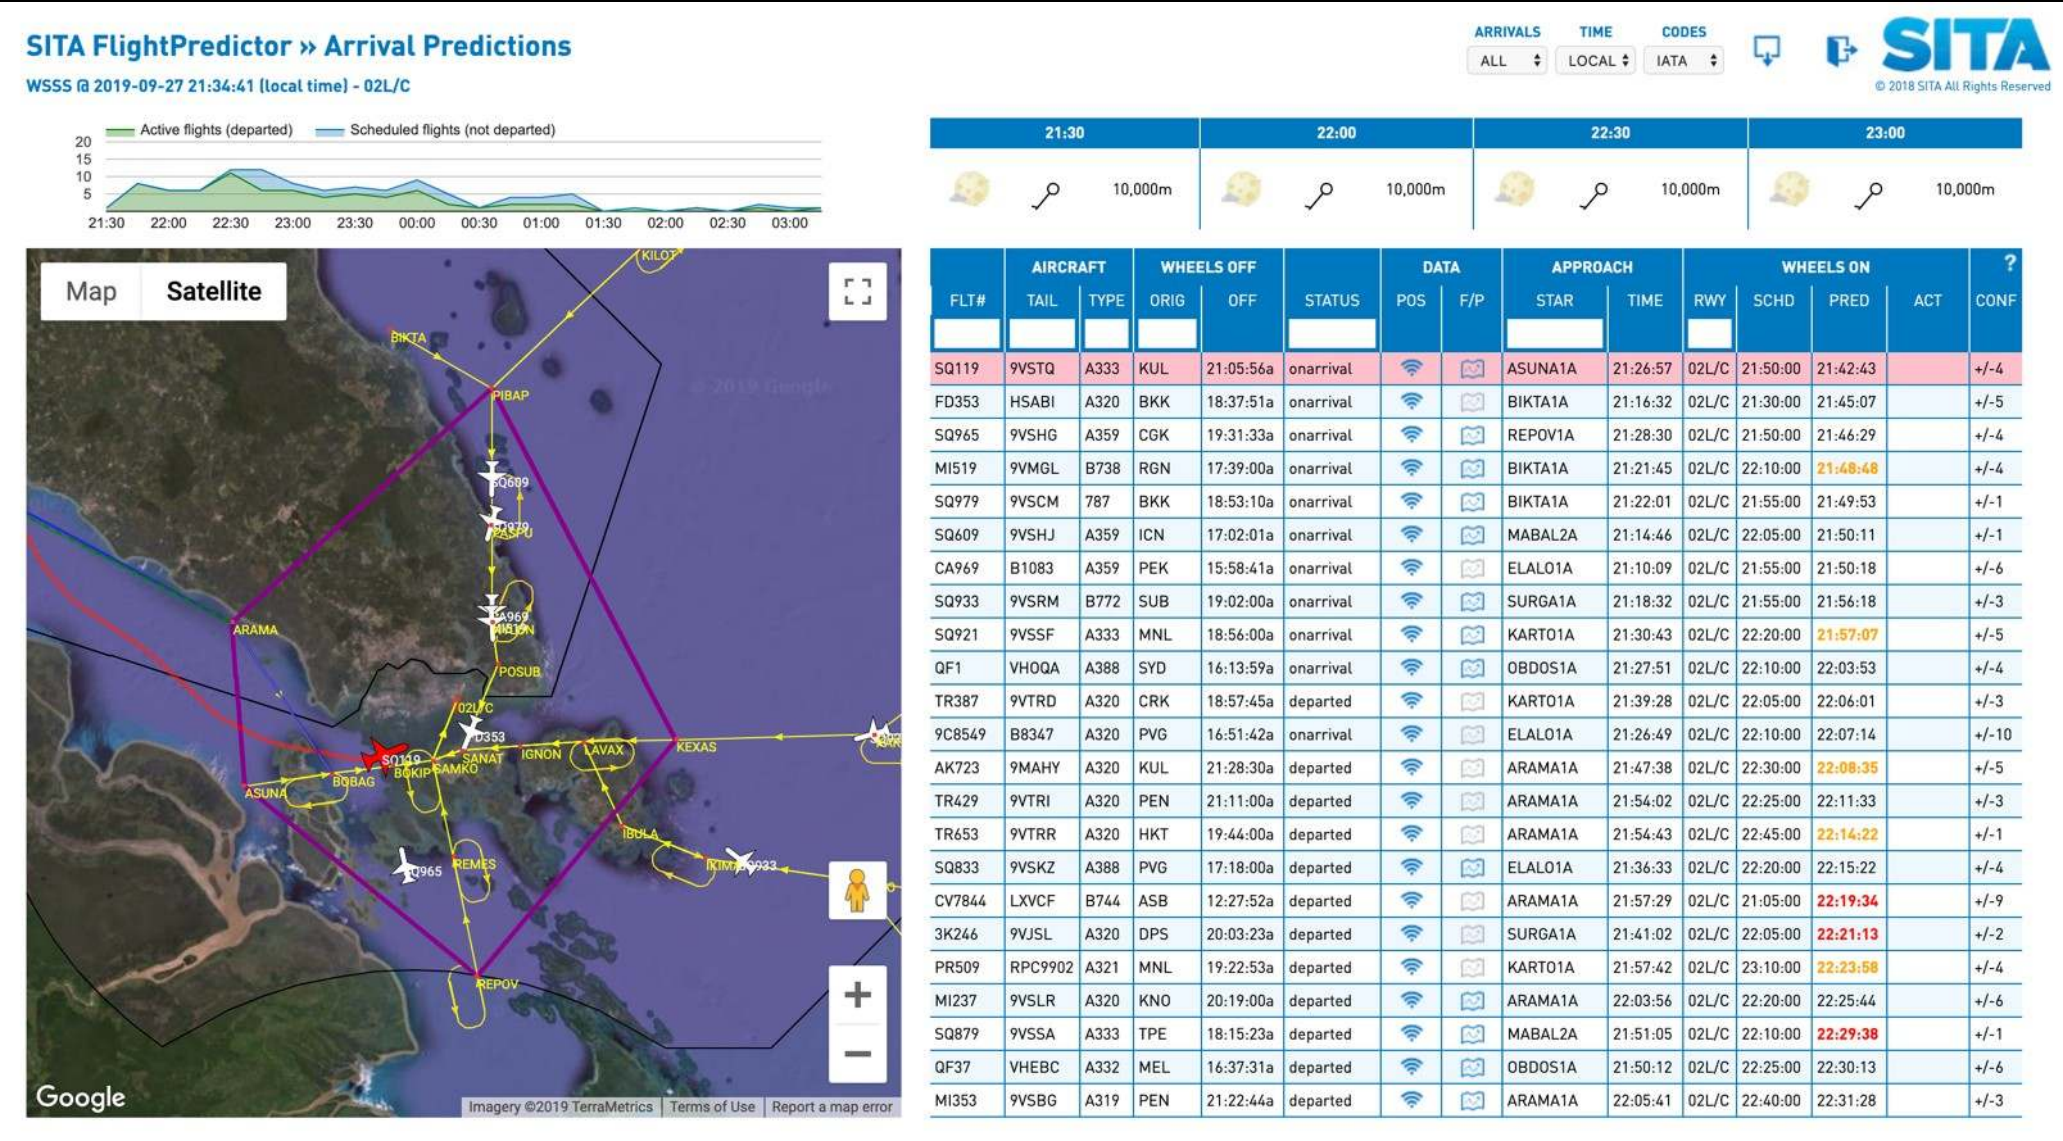 SITA FlightPredictor » Arrival Predictions
WSSS @ 2019-09-27 21:34:41 (local time) - 02L/C
ARRIVALS TIME CODES
ALL LOCAL IATA
SITA
© 2018 SITA All Rights Reserved
Active flights (departed) Scheduled flights (not departed)
20
15
10
5
21:30 22:00 22:30 23:00 23:30 00:00 00:30 01:00 01:30 02:00 02:30 03:00
21:30 22:00 22:30 23:00
10,000m 10,000m 10,000m 10,000m
Map Satellite
KILOT
BIKTA
© 2019 Google
PIBAP
SQ609
ARAMA
POSUB
02L/C
D353
SANAT IGNON LAVAX KEXAS
SQ119
BOBAG BOKIP SAMKO
ASUNA
IBULA
REMES
Q965
REPOV
Google
Imagery ©2019 TerraMetrics Terms of Use Report a map error
AIRCRAFT WHEELS OFF DATA APPROACH WHEELS ON ?
FLT# TAIL TYPE ORIG OFF STATUS POS F/P STAR TIME RWY SCHD PRED ACT CONF
SQ119 9VSTQ A333 KUL 21:05:56a onarrival ASUNA1A 21:26:57 02L/C 21:50:00 21:42:43 +/-4
FD353 HSABI A320 BKK 18:37:51a onarrival BIKTA1A 21:16:32 02L/C 21:30:00 21:45:07 +/-5
SQ965 9VSHG A359 CGK 19:31:33a onarrival REPOV1A 21:28:30 02L/C 21:50:00 21:46:29 +/-4
MI519 9VMGL B738 RGN 17:39:00a onarrival BIKTA1A 21:21:45 02L/C 22:10:00 21:48:48 +/-4
SQ979 9VSCM 787 BKK 18:53:10a onarrival BIKTA1A 21:22:01 02L/C 21:55:00 21:49:53 +/-1
SQ609 9VSHJ A359 ICN 17:02:01a onarrival MABAL2A 21:14:46 02L/C 22:05:00 21:50:11 +/-1
CA969 B1083 A359 PEK 15:58:41a onarrival ELALO1A 21:10:09 02L/C 21:55:00 21:50:18 +/-6
SQ933 9VSRM B772 SUB 19:02:00a onarrival SURGA1A 21:18:32 02L/C 21:55:00 21:56:18 +/-3
SQ921 9VSSF A333 MNL 18:56:00a onarrival KARTO1A 21:30:43 02L/C 22:20:00 21:57:07 +/-5
QF1 VHOQA A388 SYD 16:13:59a onarrival OBDOS1A 21:27:51 02L/C 22:10:00 22:03:53 +/-4
TR387 9VTRD A320 CRK 18:57:45a departed KARTO1A 21:39:28 02L/C 22:05:00 22:06:01 +/-3
9C8549 B8347 A320 PVG 16:51:42a onarrival ELALO1A 21:26:49 02L/C 22:10:00 22:07:14 +/-10
AK723 9MAHY A320 KUL 21:28:30a departed ARAMA1A 21:47:38 02L/C 22:30:00 22:08:35 +/-5
TR429 9VTRI A320 PEN 21:11:00a departed ARAMA1A 21:54:02 02L/C 22:25:00 22:11:33 +/-3
TR653 9VTRR A320 HKT 19:44:00a departed ARAMA1A 21:54:43 02L/C 22:45:00 22:14:22 +/-1
SQ833 9VSKZ A388 PVG 17:18:00a departed ELALO1A 21:36:33 02L/C 22:20:00 22:15:22 +/-4
CV7844 LXVCF B744 ASB 12:27:52a departed ARAMA1A 21:57:29 02L/C 21:05:00 22:19:34 +/-9
3K246 9VJSL A320 DPS 20:03:23a departed SURGA1A 21:41:02 02L/C 22:05:00 22:21:13 +/-2
PR509 RPC9902 A321 MNL 19:22:53a departed KARTO1A 21:57:42 02L/C 23:10:00 22:23:58 +/-4
MI237 9VSLR A320 KNO 20:19:00a departed ARAMA1A 22:03:56 02L/C 22:20:00 22:25:44 +/-6
SQ879 9VSSA A333 TPE 18:15:23a departed MABAL2A 21:51:05 02L/C 22:10:00 22:29:38 +/-1
QF37 VHEBC A332 MEL 16:37:31a departed OBDOS1A 21:50:12 02L/C 22:25:00 22:30:13 +/-6
MI353 9VSBG A319 PEN 21:22:44a departed ARAMA1A 22:05:41 02L/C 22:40:00 22:31:28 +/-3